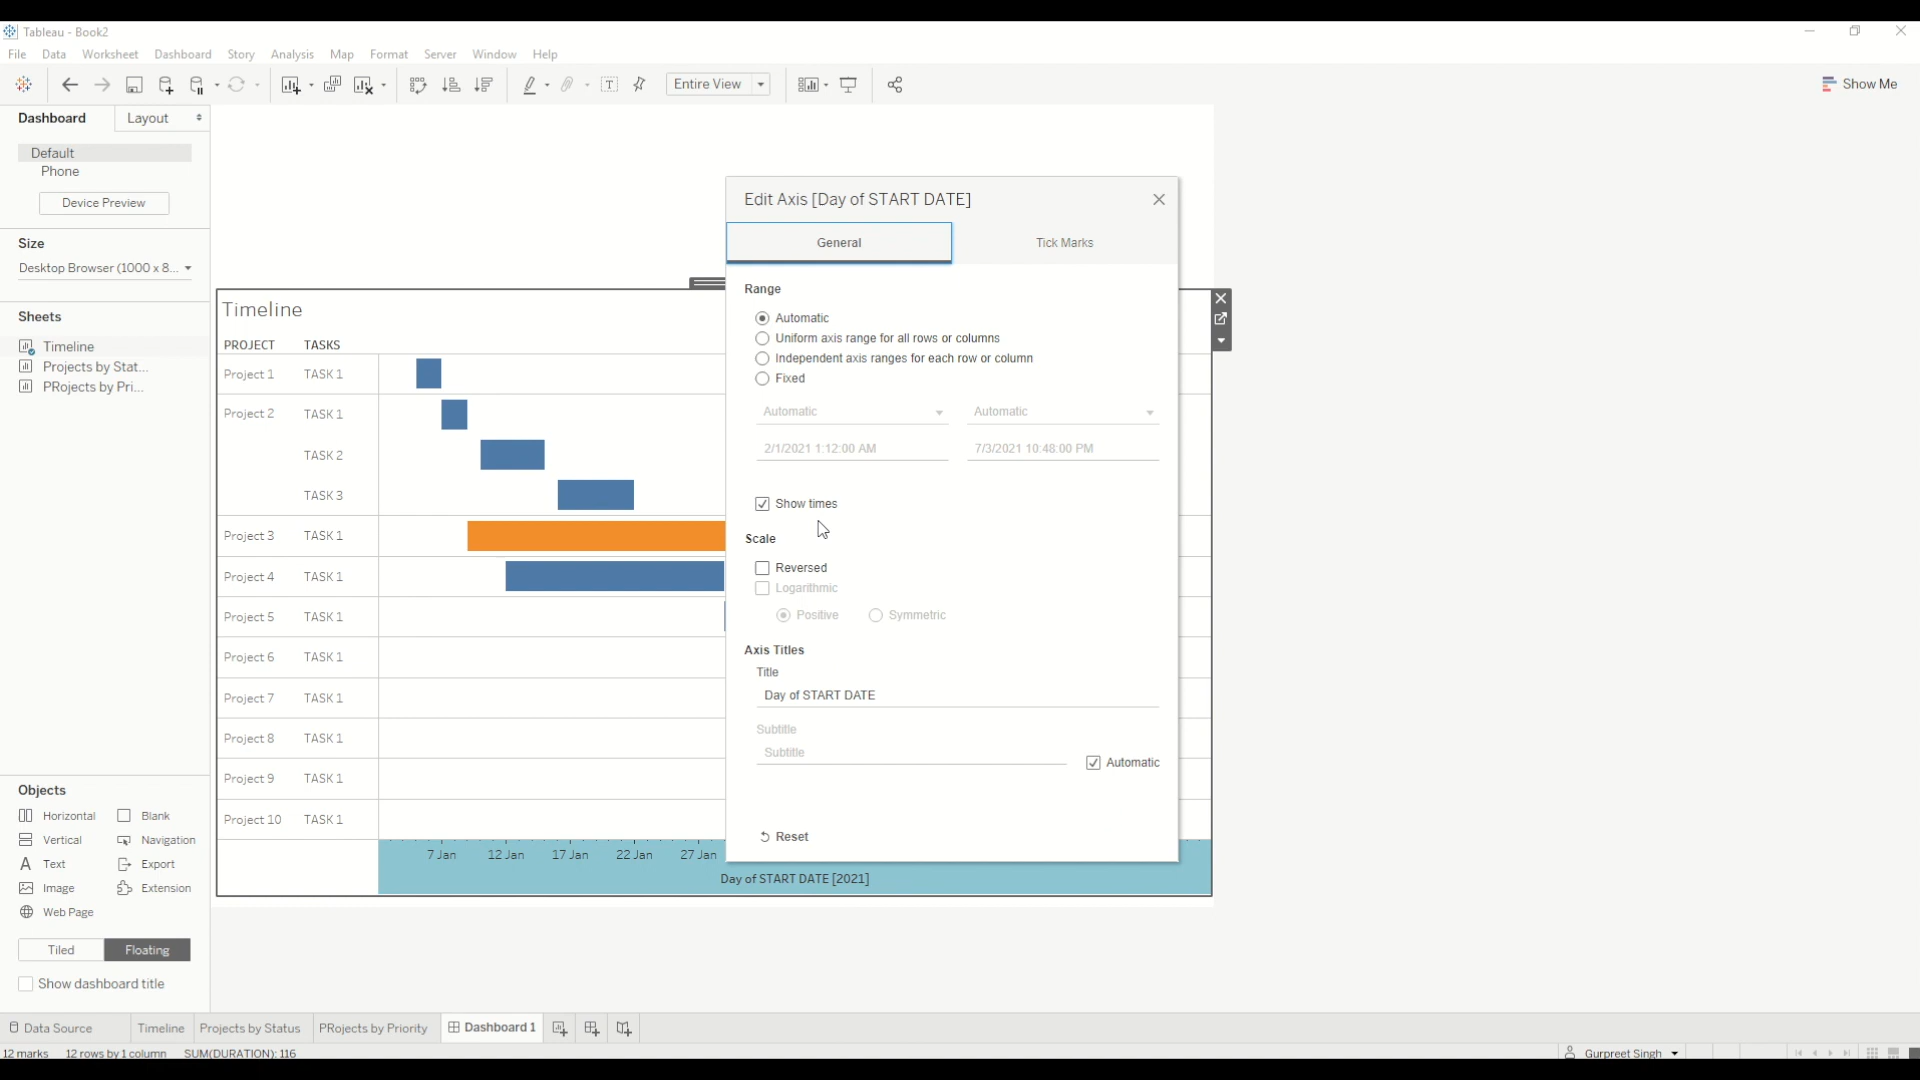 Tableau - Book2
File Data Worksheet Dashboard Story Analysis Map Format Server Window Help
Entire View
Show Me
Dashboard Layout
Default
Phone
Device Preview
Size
Desktop Browser (1000 x 8...
Sheets
Timeline
Projects by Stat...
PRojects by Pri...
Objects
Horizontal Blank
Vertical Navigation
A Text Export
Image Extension
Web Page
Tiled Floating
Show dashboard title
Timeline
PROJECT TASKS
Project 1 TASK 1
Project 2 TASK 1
TASK 2
TASK 3
Project 3 TASK 1
Project 4 TASK 1
Project 5 TASK 1
Project 6 TASK 1
Project 7 TASK 1
Project 8 TASK 1
Project 9 TASK 1
Project 10 TASK 1
7 Jan 12 Jan 17 Jan 22 Jan 27 Jan
Day of START DATE [2021]
Edit Axis [Day of START DATE]
General Tick Marks
Range
Automatic
Uniform axis range for all rows or columns
Independent axis ranges for each row or column
Fixed
Automatic Automatic
2/1/2021 1:12:00 AM 7/3/2021 10:48:00 PM
Show times
Scale
Reversed
Logarithmic
Positive Symmetric
Axis Titles
Title
Day of START DATE
Subtitle
Subtitle
Automatic
Reset
Data Source Timeline Projects by Status PRojects by Priority Dashboard 1
12 marks 12 rows by 1 column SUM(DURATION): 116
Gurpreet Singh